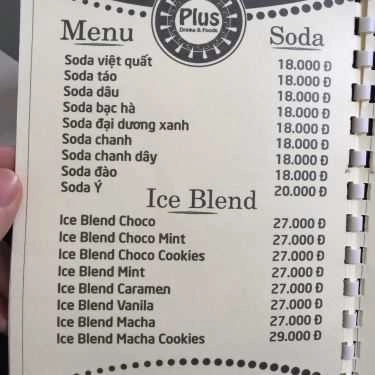 Plus
Drinks & Foods
Menu Soda
Soda việt quất 18.000 Đ
Soda táo 18.000 Đ
Soda dâu 18.000 Đ
Soda bạc hà 18.000 Đ
Soda đại dương xanh 18.000 Đ
Soda chanh 18.000 Đ
Soda chanh dây 18.000 Đ
Soda đào 18.000 Đ
Soda Ý 20.000 Đ
Ice Blend
Ice Blend Choco 27.000 Đ
Ice Blend Choco Mint 27.000 Đ
Ice Blend Choco Cookies 27.000 Đ
Ice Blend Mint 27.000 Đ
Ice Blend Caramen 27.000 Đ
Ice Blend Vanila 27.000 Đ
Ice Blend Macha 27.000 Đ
Ice Blend Macha Cookies 29.000 Đ